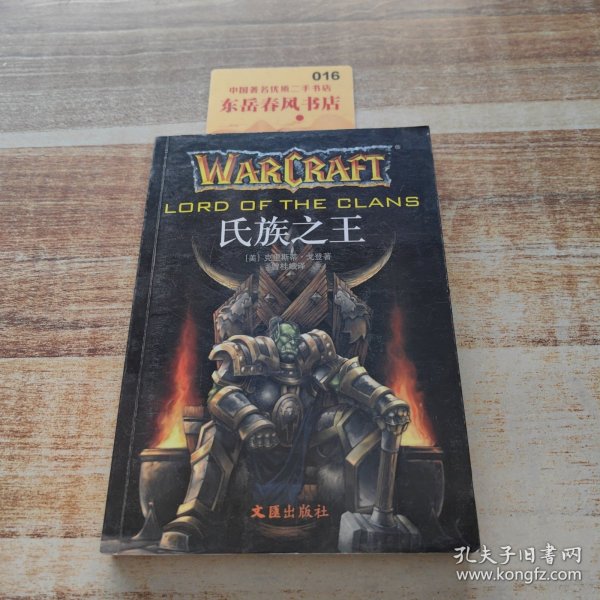 016
中国著名优质二手书店
东岳春风书店
WARCRAFT®
LORD OF THE CLANS
氏族之王
[美] 克里斯蒂·戈登著
文匯出版社
孔夫子旧书网
www.kongfz.com